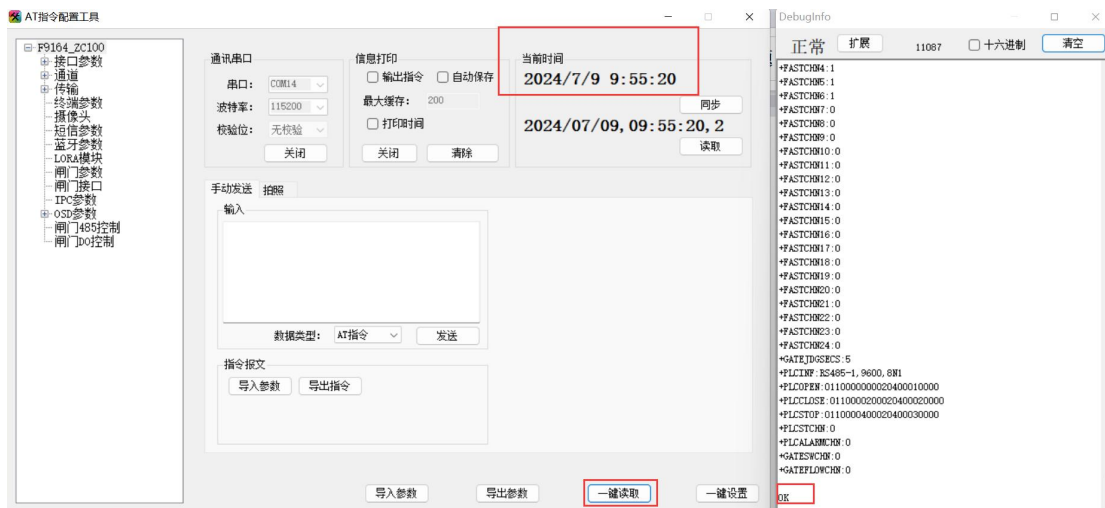 AT指令配置工具
F9164_ZC100
接口参数
通道
传输
终端参数
摄像头
短信参数
蓝牙参数
LORA模块
闸门参数
闸门接口
IPC参数
OSD参数
闸门485控制
闸门DO控制
通讯串口
串口: COM14
波特率: 115200
校验位: 无校验
关闭
信息打印
输出指令 自动保存
最大缓存: 200
打印时间
关闭 清除
当前时间
2024/7/9 9:55:20
同步
2024/07/09,09:55:20,2
读取
手动发送 拍照
输入
数据类型: AT指令 发送
指令报文
导入参数 导出指令
导入参数 导出参数 一键读取 一键设置
DebugInfo
正常 扩展 11087 十六进制 清空
+FASTCHN4:1
+FASTCHN5:1
+FASTCHN6:1
+FASTCHN7:0
+FASTCHN8:0
+FASTCHN9:0
+FASTCHN10:0
+FASTCHN11:0
+FASTCHN12:0
+FASTCHN13:0
+FASTCHN14:0
+FASTCHN15:0
+FASTCHN16:0
+FASTCHN17:0
+FASTCHN18:0
+FASTCHN19:0
+FASTCHN20:0
+FASTCHN21:0
+FASTCHN22:0
+FASTCHN23:0
+FASTCHN24:0
+GATEJDGSECS:5
+PLCINF:RS485-1,9600,8N1
+PLCOPEN:0110000000020400010000
+PLCCLOSE:0110000200020400020000
+PLCSTOP:0110000400020400030000
+PLCSTCHN:0
+PLCALARMCHN:0
+GATESWCHN:0
+GATEFLOWCHN:0
OK